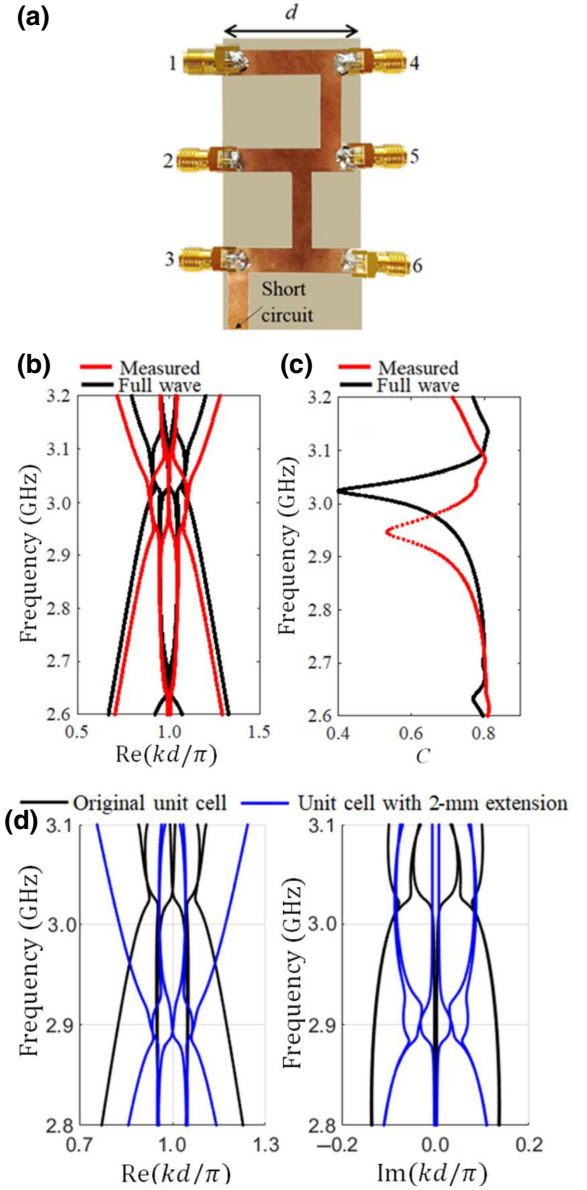 (a)
d
1
4
2
5
3
6
Short
circuit
(b)
Measured
Full wave
3.2
3.1
3.0
2.9
2.8
2.7
2.6
0.5
1.0
1.5
Frequency (GHz)
Re(kd/π)
(c)
Measured
Full wave
3.2
3.1
3.0
2.9
2.8
2.7
2.6
0.4
0.6
0.8
Frequency (GHz)
C
(d)
Original unit cell
Unit cell with 2-mm extension
3.1
3.0
2.9
2.8
0.7
1.0
1.3
Frequency (GHz)
Re(kd/π)
3.1
3.0
2.9
2.8
−0.2
0.0
0.2
Frequency (GHz)
Im(kd/π)